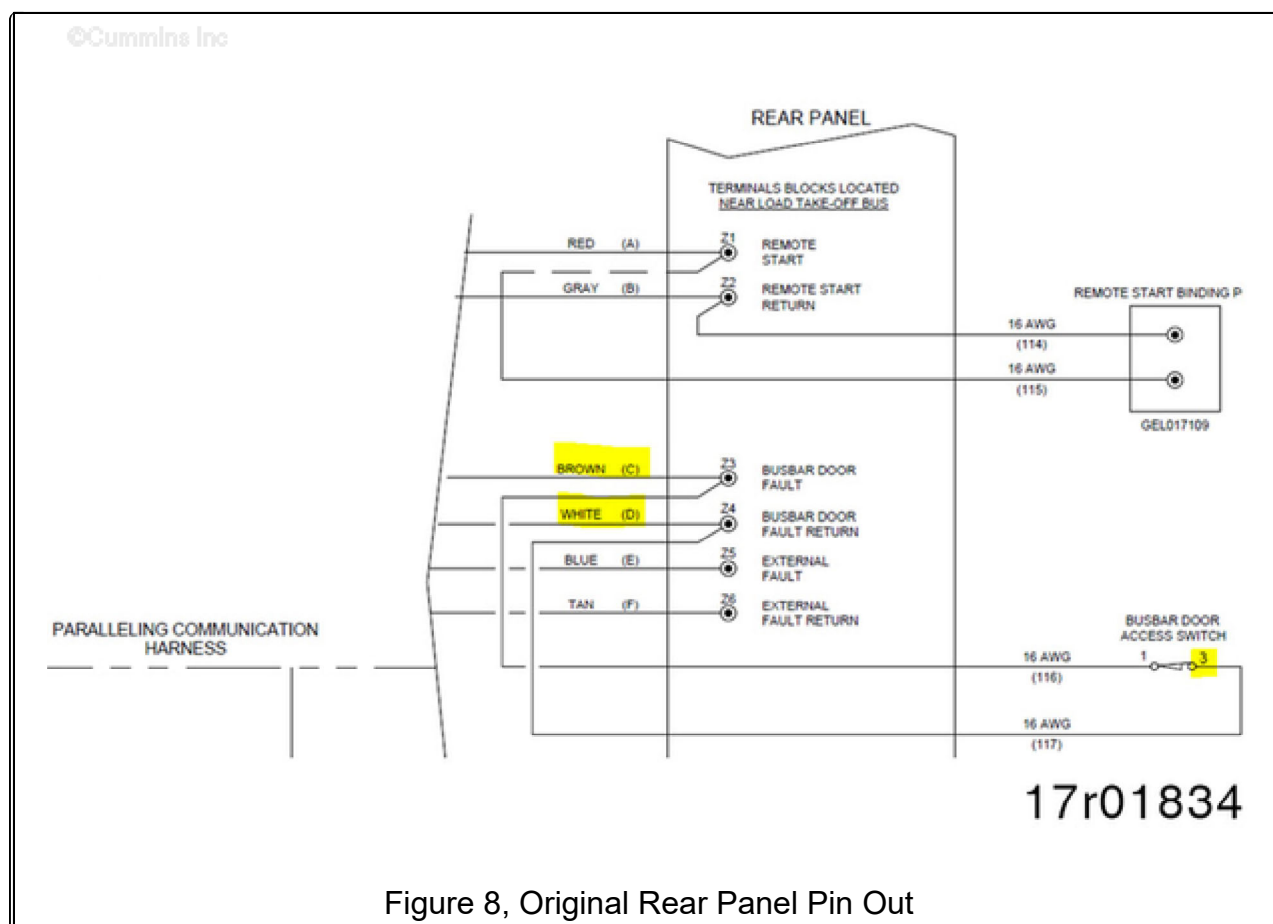 ©Cummins Inc
REAR PANEL
TERMINALS BLOCKS LOCATED
NEAR LOAD TAKE-OFF BUS
RED (A)
Z1
REMOTE
START
GRAY (B)
Z2
REMOTE START
RETURN
REMOTE START BINDING P
16 AWG
(114)
16 AWG
(115)
GEL017109
BROWN (C)
Z3
BUSBAR DOOR
FAULT
WHITE (D)
Z4
BUSBAR DOOR
FAULT RETURN
BLUE (E)
Z5
EXTERNAL
FAULT
TAN (F)
Z6
EXTERNAL
FAULT RETURN
PARALLELING COMMUNICATION
HARNESS
BUSBAR DOOR
ACCESS SWITCH
16 AWG
(116)
1
3
16 AWG
(117)
17r01834
Figure 8, Original Rear Panel Pin Out